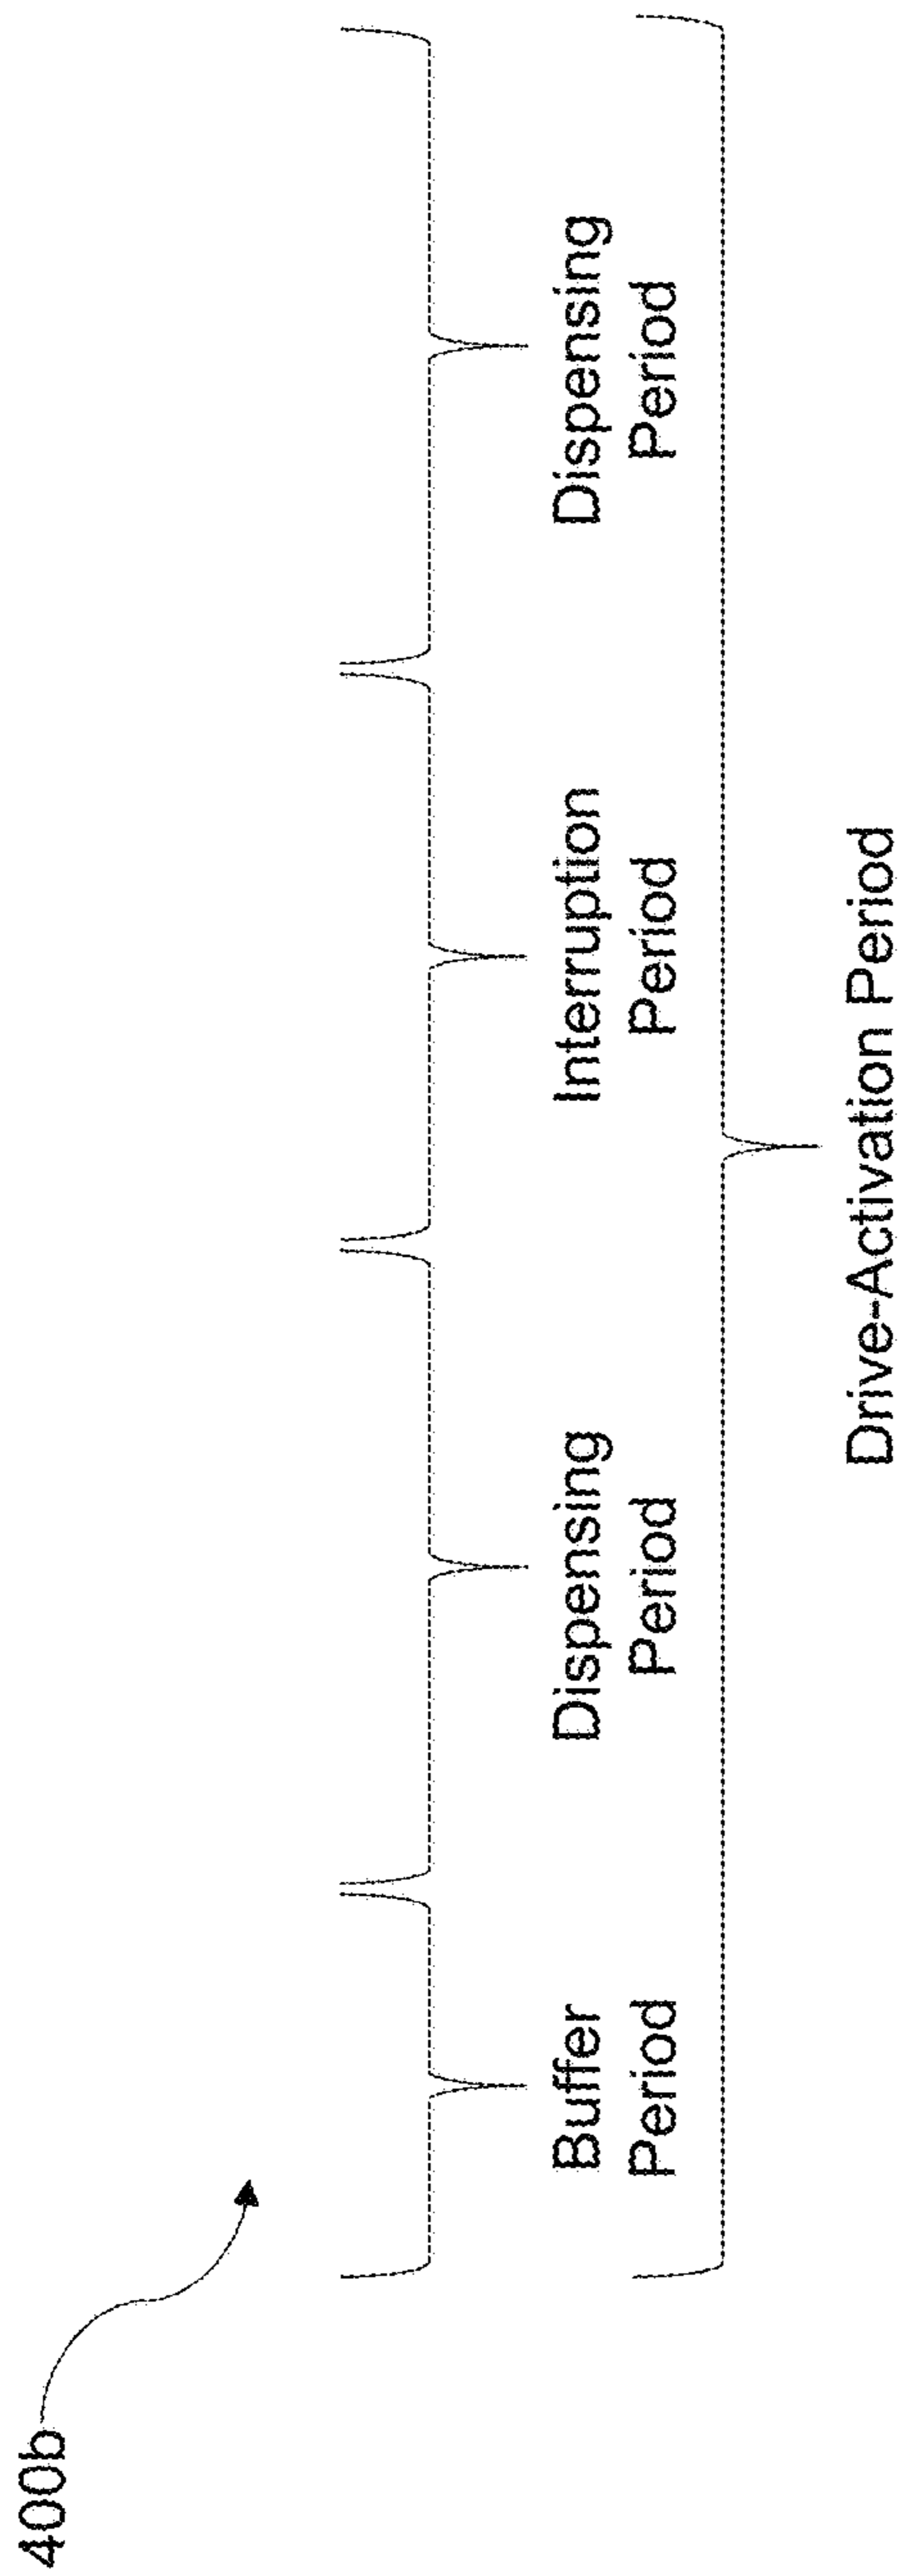 400b
Buffer
Period
Dispensing
Period
Interruption
Period
Dispensing
Period
Drive-Activation Period